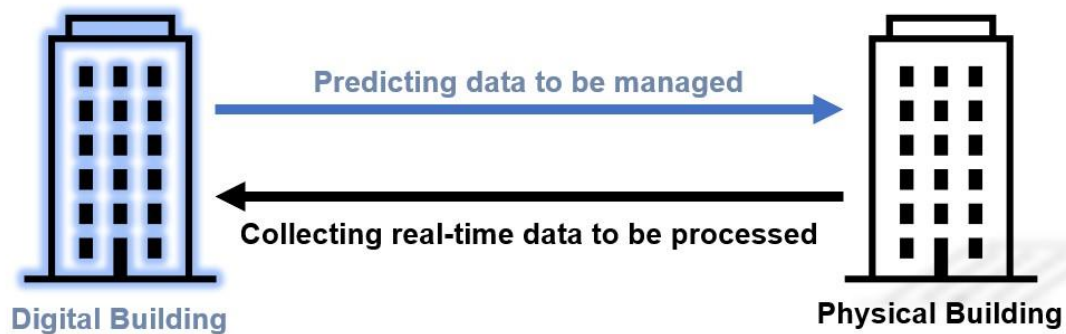 Predicting data to be managed
Collecting real-time data to be processed
Digital Building
Physical Building